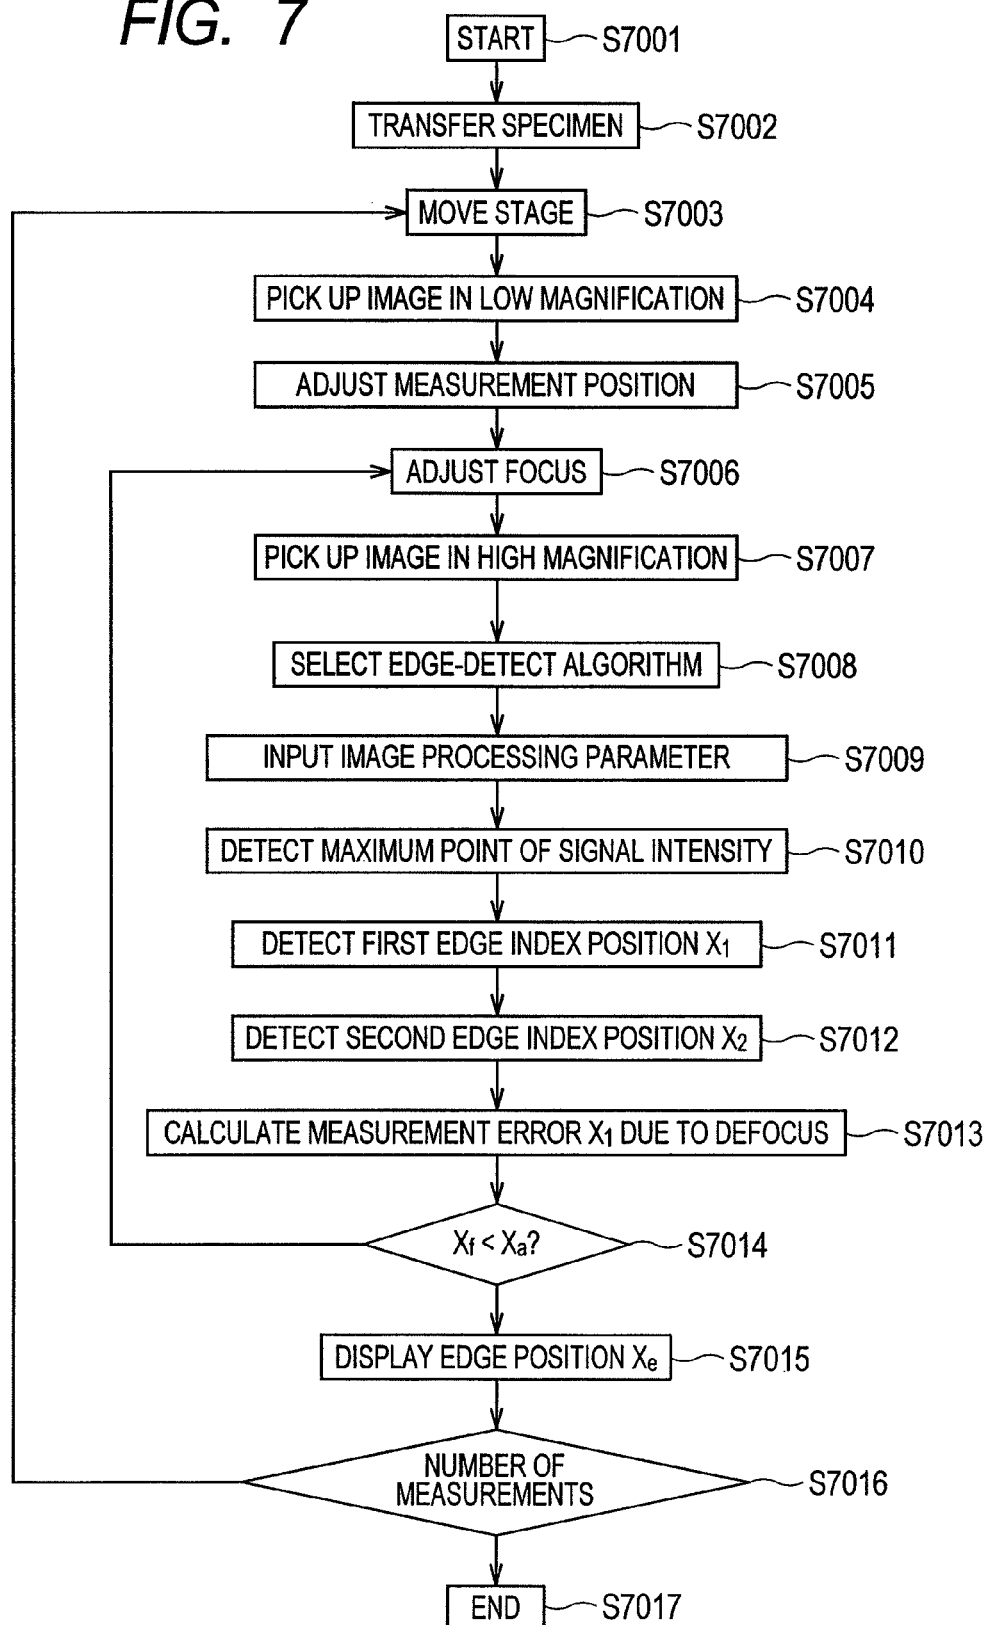 FIG. 7
START S7001
TRANSFER SPECIMEN S7002
MOVE STAGE S7003
PICK UP IMAGE IN LOW MAGNIFICATION S7004
ADJUST MEASUREMENT POSITION S7005
ADJUST FOCUS S7006
PICK UP IMAGE IN HIGH MAGNIFICATION S7007
SELECT EDGE-DETECT ALGORITHM S7008
INPUT IMAGE PROCESSING PARAMETER S7009
DETECT MAXIMUM POINT OF SIGNAL INTENSITY S7010
DETECT FIRST EDGE INDEX POSITION X1 S7011
DETECT SECOND EDGE INDEX POSITION X2 S7012
CALCULATE MEASUREMENT ERROR X1 DUE TO DEFOCUS S7013
Xf < Xa? S7014
DISPLAY EDGE POSITION Xe S7015
NUMBER OF
MEASUREMENTS S7016
END S7017